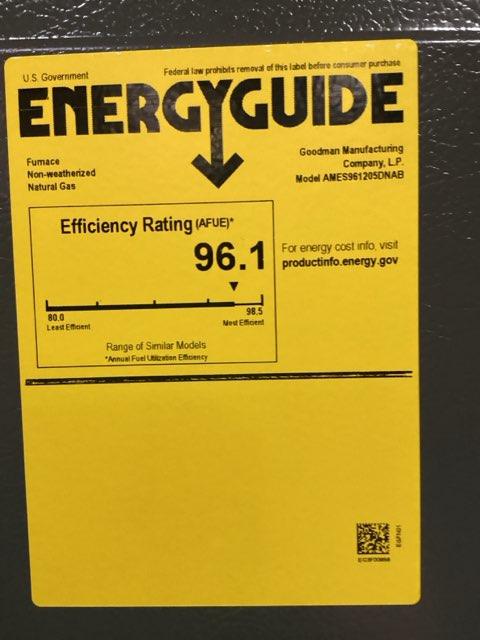 U.S. Government
Federal law prohibits removal of this label before consumer purchase
ENERGYGUIDE
Furnace
Non-weatherized
Natural Gas
Goodman Manufacturing
Company, L.P.
Model AMES961205DNAB
Efficiency Rating (AFUE)*
96.1
80.0
98.5
Least Efficient
Most Efficient
Range of Similar Models
*Annual Fuel Utilization Efficiency
For energy cost info, visit
productinfo.energy.gov